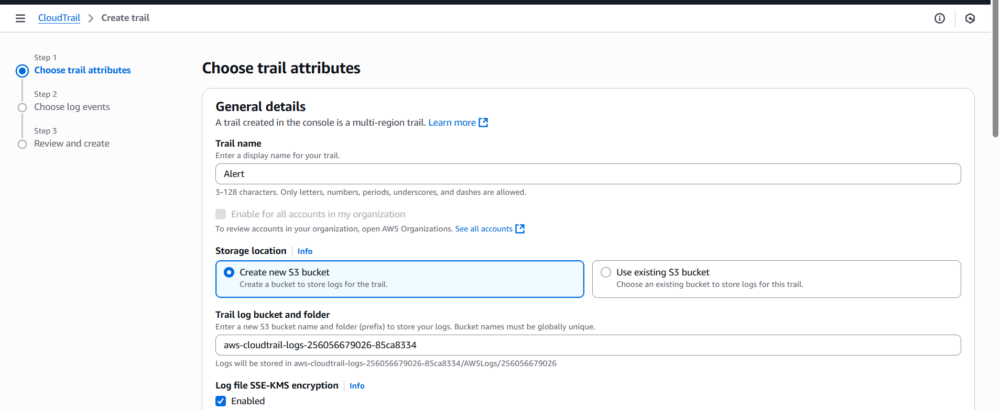 CloudTrail > Create trail
Step 1
Choose trail attributes
Step 2
Choose log events
Step 3
Review and create
Choose trail attributes
General details
A trail created in the console is a multi-region trail. Learn more
Trail name
Enter a display name for your trail.
Alert
3-128 characters. Only letters, numbers, periods, underscores, and dashes are allowed.
Enable for all accounts in my organization
To review accounts in your organization, open AWS Organizations. See all accounts
Storage location Info
Create new S3 bucket
Create a bucket to store logs for the trail.
Use existing S3 bucket
Choose an existing bucket to store logs for this trail.
Trail log bucket and folder
Enter a new S3 bucket name and folder (prefix) to store your logs. Bucket names must be globally unique.
aws-cloudtrail-logs-256056679026-85ca8334
Logs will be stored in aws-cloudtrail-logs-256056679026-85ca8334/AWSLogs/256056679026
Log file SSE-KMS encryption Info
Enabled